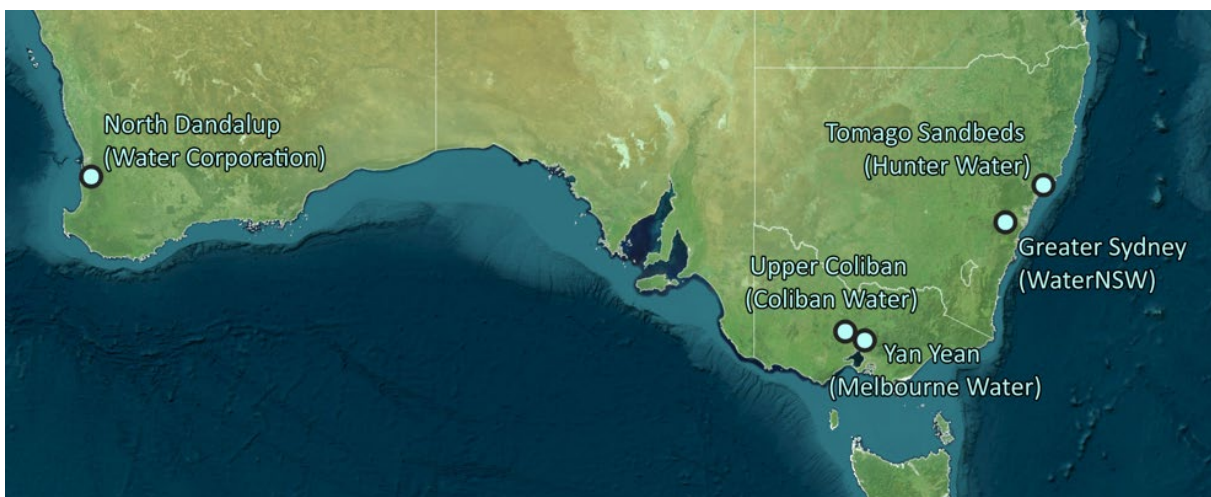 North Dandalup
(Water Corporation)
Tomago Sandbeds
(Hunter Water)
Greater Sydney
(WaterNSW)
Upper Coliban
(Coliban Water)
Yan Yean
(Melbourne Water)